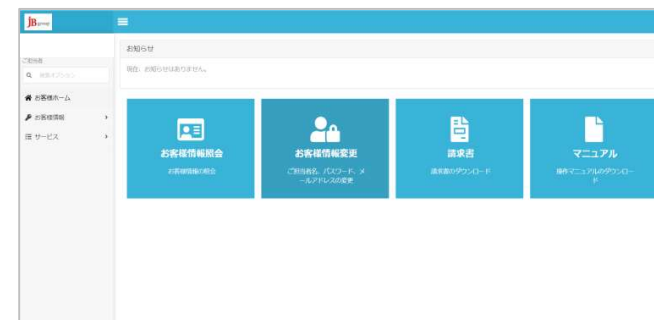 JB group
お知らせ
ご担当者
現在、お知らせはありません。
お客様ホーム
お客様情報
サービス
お客様情報照会
お客様情報の照会
お客様情報変更
ご担当者名、パスワード、メ
ールアドレスの変更
請求書
請求書のダウンロード
マニュアル
操作マニュアルのダウンロー
ド